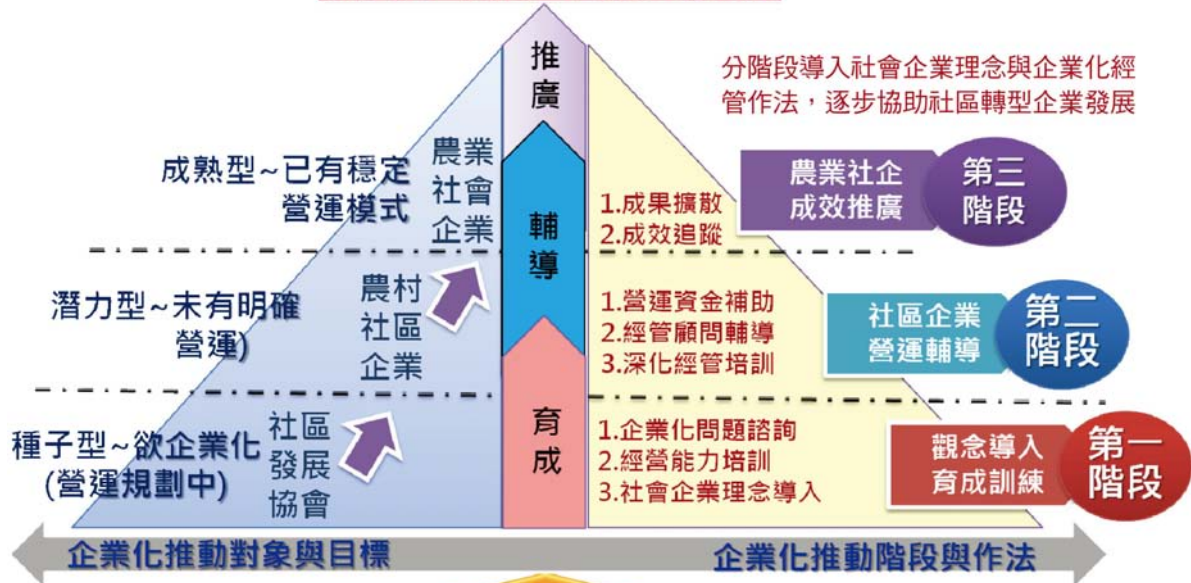 推廣
輔導
育成
分階段導入社會企業理念與企業化經
管作法，逐步協助社區轉型企業發展
成熟型~已有穩定
營運模式
農業
社會
企業
1.成果擴散
2.成效追蹤
農業社企
成效推廣
第三
階段
潛力型~未有明確
營運)
農村
社區
企業
1.營運資金補助
2.經管顧問輔導
3.深化經管培訓
社區企業
營運輔導
第二
階段
種子型~欲企業化
(營運規劃中)
社區
發展
協會
1.企業化問題諮詢
2.經營能力培訓
3.社會企業理念導入
觀念導入
育成訓練
第一
階段
企業化推動對象與目標
企業化推動階段與作法